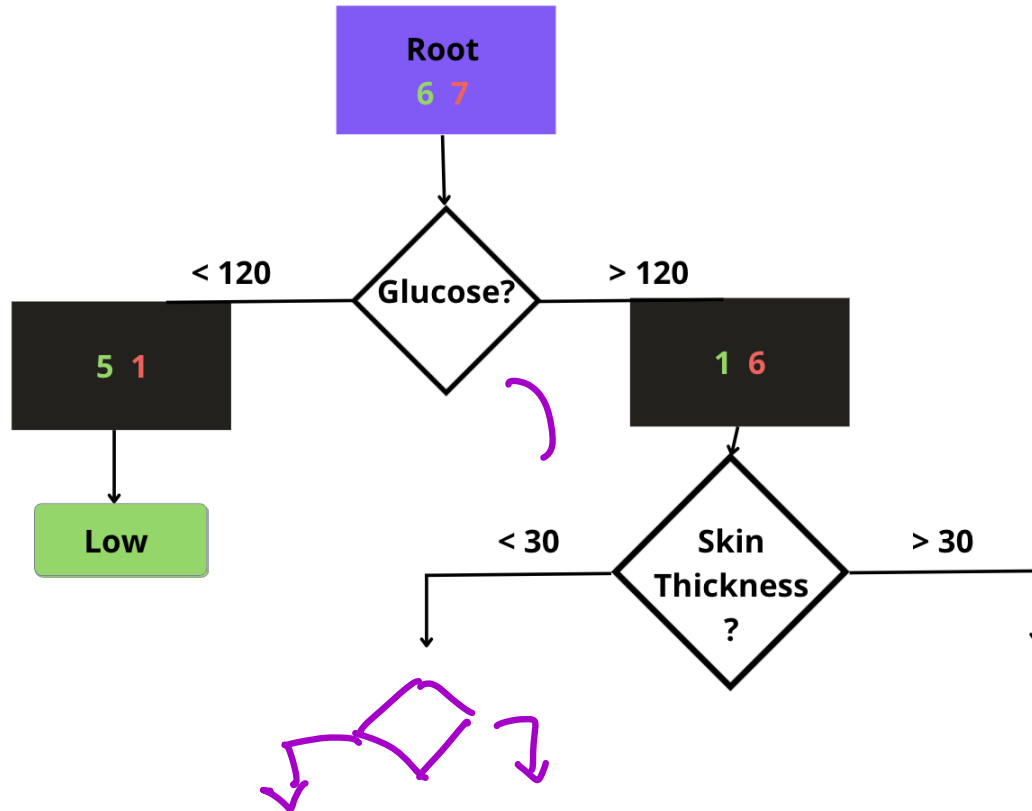 Root
6 7
Glucose?
< 120
> 120
5 1
1 6
Low
< 30
Skin
Thickness
?
> 30